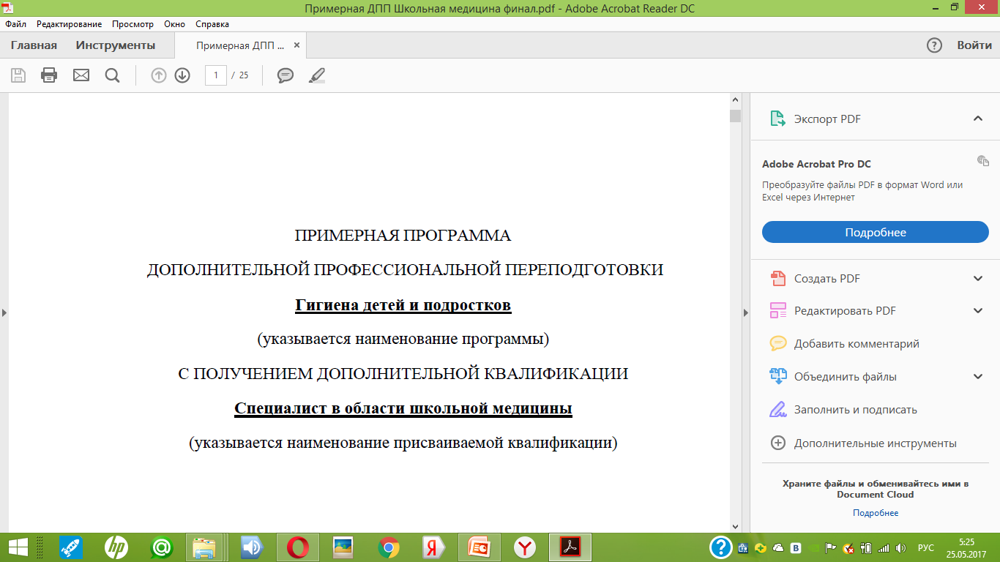 Примерная ДПП Школьная медицина финал.pdf - Adobe Acrobat Reader DC
Файл Редактирование Просмотр Окно Справка
Главная Инструменты Примерная ДПП ... × Войти
1 / 25
ПРИМЕРНАЯ ПРОГРАММА
ДОПОЛНИТЕЛЬНОЙ ПРОФЕССИОНАЛЬНОЙ ПЕРЕПОДГОТОВКИ
Гигиена детей и подростков
(указывается наименование программы)
С ПОЛУЧЕНИЕМ ДОПОЛНИТЕЛЬНОЙ КВАЛИФИКАЦИИ
Специалист в области школьной медицины
(указывается наименование присваиваемой квалификации)
Экспорт PDF
Adobe Acrobat Pro DC
Преобразуйте файлы PDF в формат Word или
Excel через Интернет
Подробнее
Создать PDF
Редактировать PDF
Добавить комментарий
Объединить файлы
Заполнить и подписать
Дополнительные инструменты
Храните файлы и обменивайтесь ими в
Document Cloud
Подробнее
РУС
5:25
25.05.2017